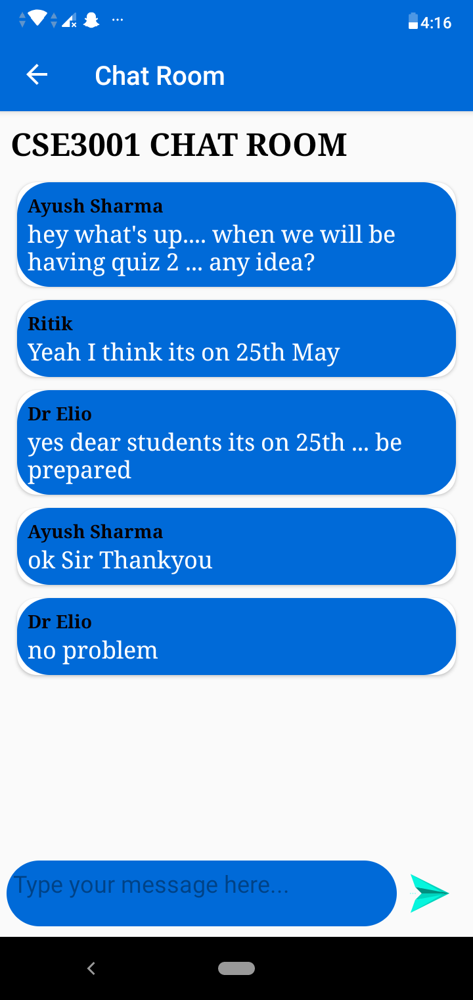 4:16
Chat Room
CSE3001 CHAT ROOM
Ayush Sharma
hey what's up.... when we will be
having quiz 2 ... any idea?
Ritik
Yeah I think its on 25th May
Dr Elio
yes dear students its on 25th ... be
prepared
Ayush Sharma
ok Sir Thankyou
Dr Elio
no problem
Type your message here...